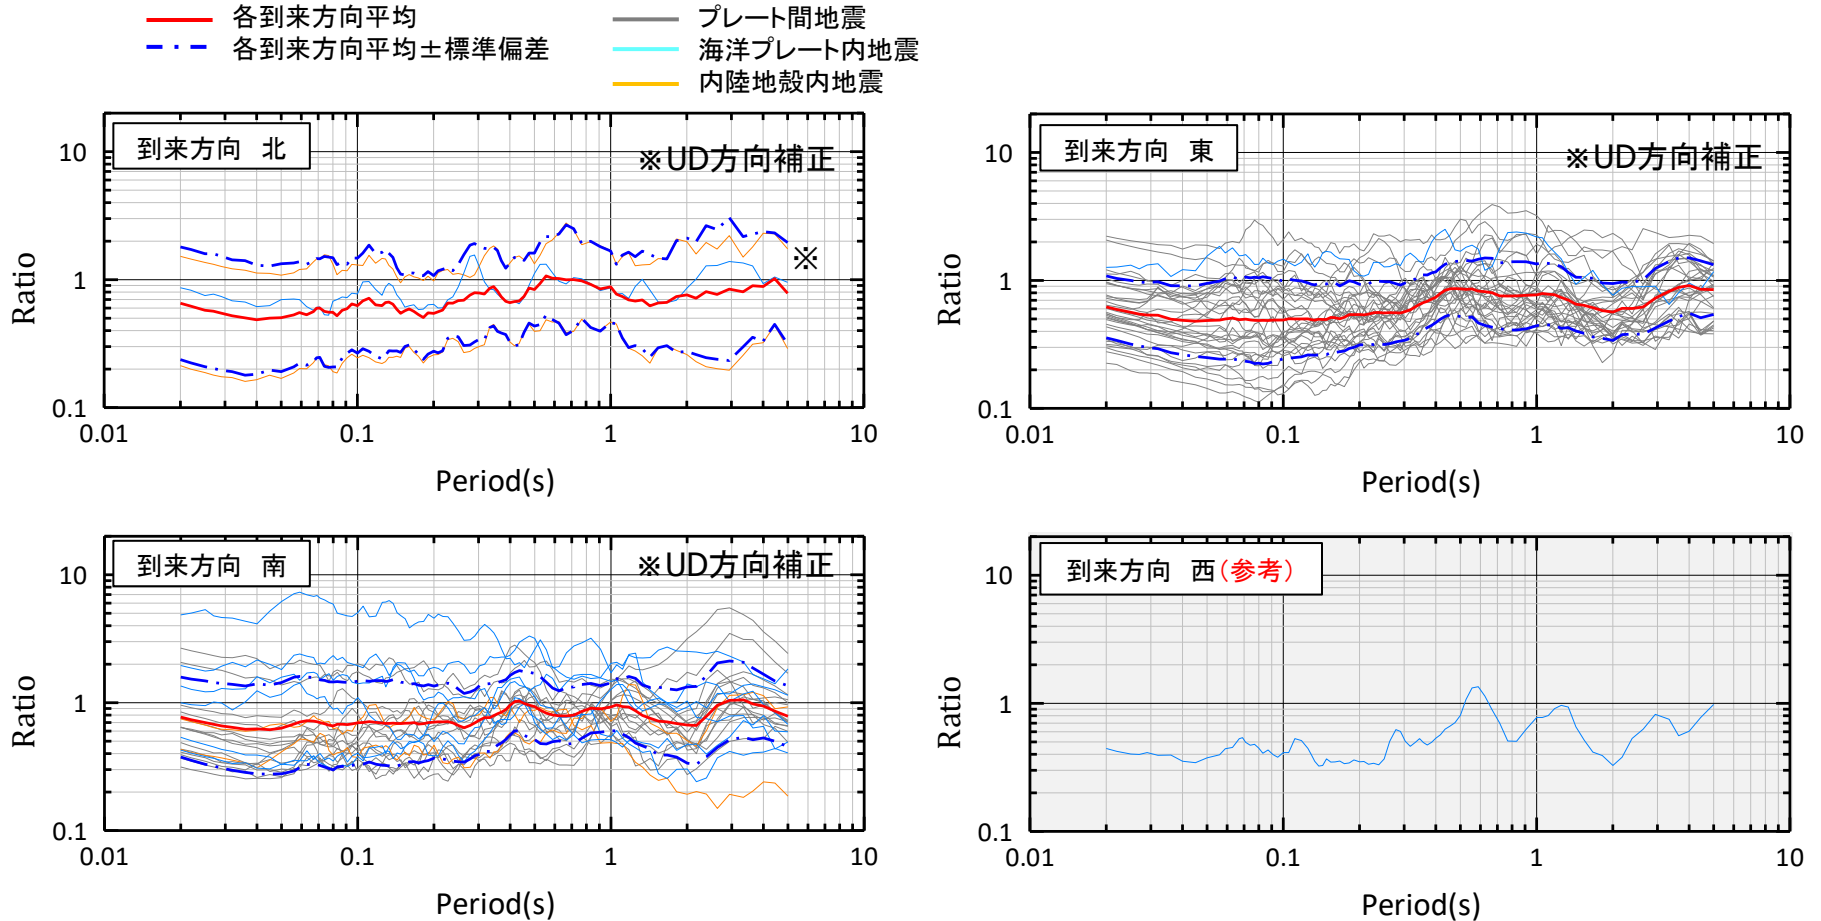 各到来方向平均
各到来方向平均±標準偏差
プレート間地震
海洋プレート内地震
内陸地殻内地震
到来方向 北
※UD方向補正
※
10
1
0.1
0.01
0.1
1
10
Ratio
Period(s)
到来方向 東
※UD方向補正
10
1
0.1
0.01
0.1
1
10
Ratio
Period(s)
到来方向 南
※UD方向補正
10
1
0.1
0.01
0.1
1
10
Ratio
Period(s)
到来方向 西(参考)
10
1
0.1
0.01
0.1
1
10
Ratio
Period(s)